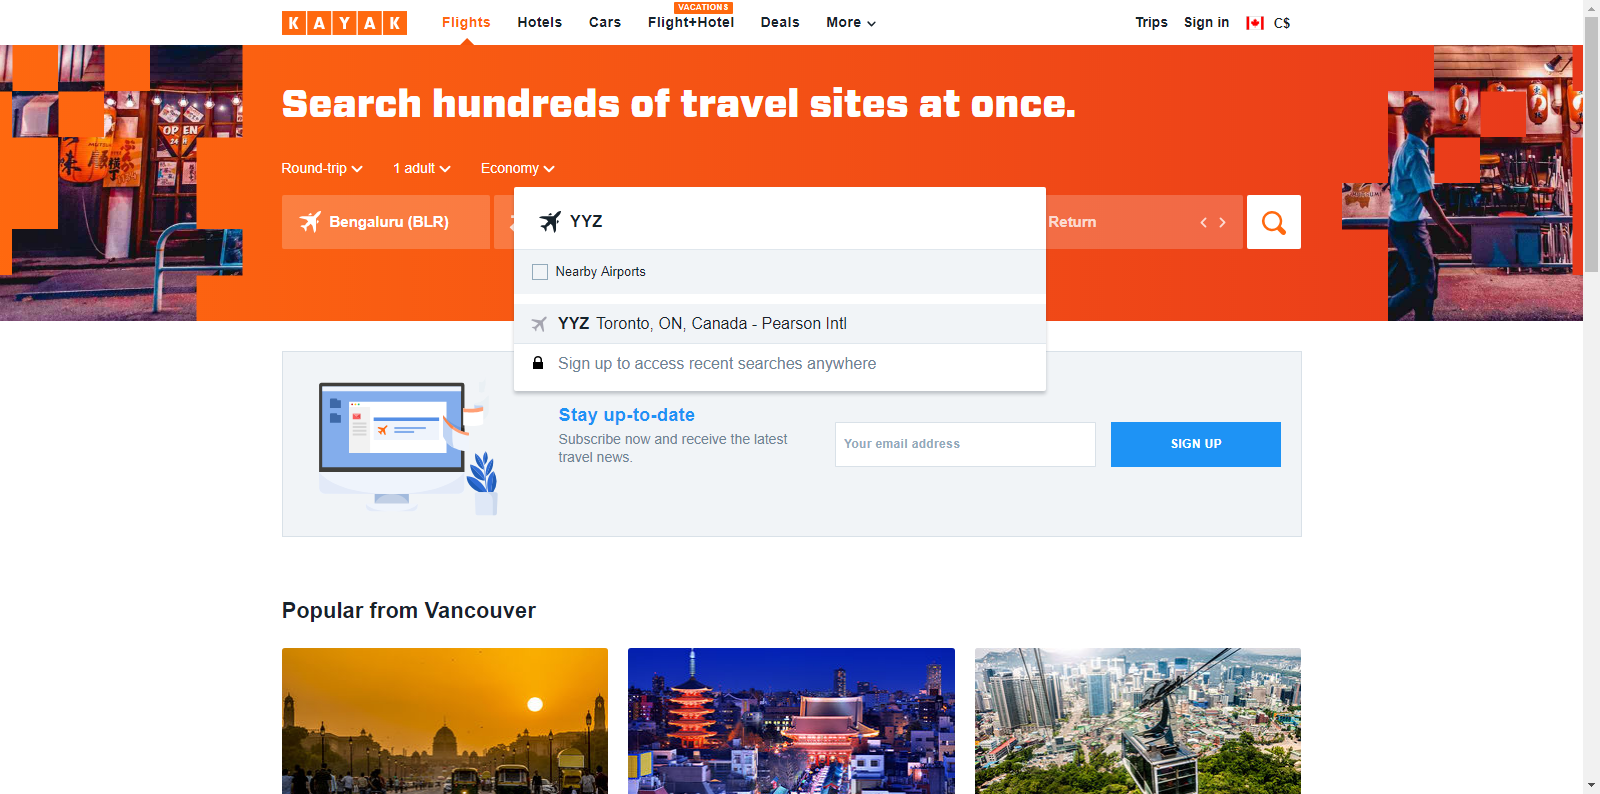 KAYAK
Flights
Hotels
Cars
VACATIONS
Flight+Hotel
Deals
More
Trips
Sign in
C$
Search hundreds of travel sites at once.
Round-trip
1 adult
Economy
Bengaluru (BLR)
YYZ
Return
Nearby Airports
YYZ Toronto, ON, Canada - Pearson Intl
Sign up to access recent searches anywhere
Stay up-to-date
Subscribe now and receive the latest
travel news.
Your email address
SIGN UP
Popular from Vancouver
OPEN